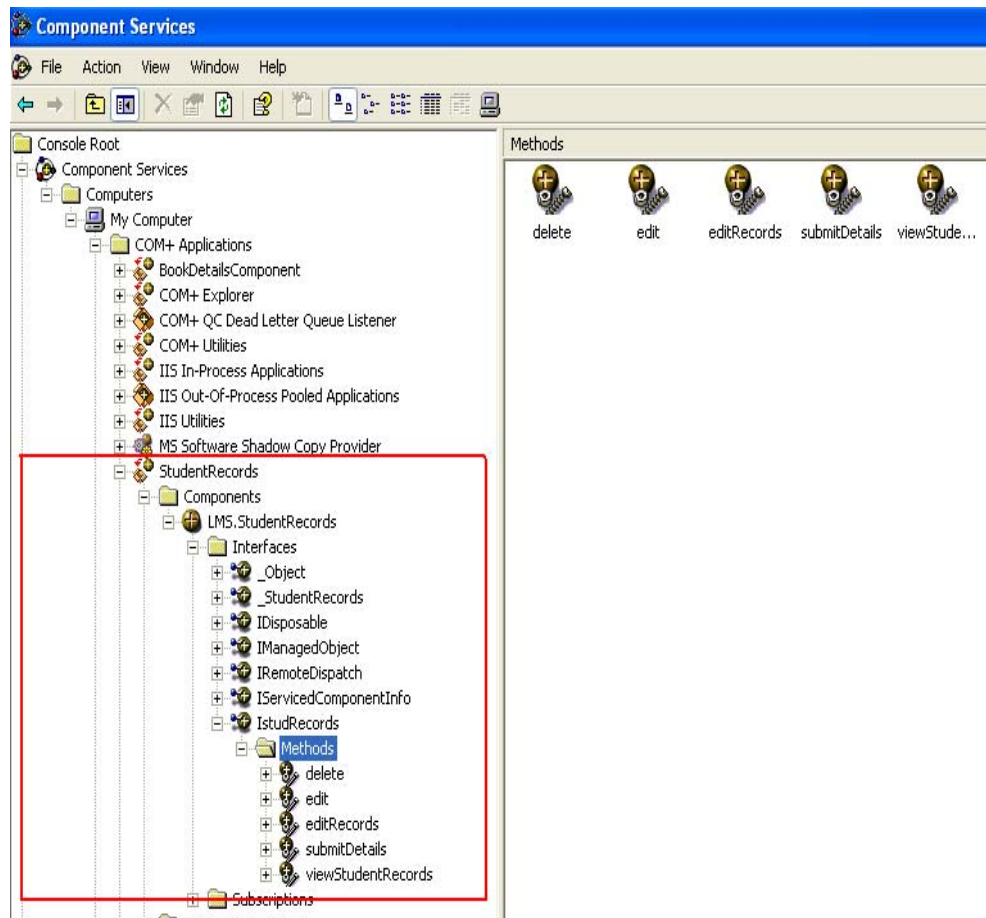 Component Services
File Action View Window Help
Console Root
Component Services
Computers
My Computer
COM+ Applications
BookDetailsComponent
COM+ Explorer
COM+ QC Dead Letter Queue Listener
COM+ Utilities
IIS In-Process Applications
IIS Out-Of-Process Pooled Applications
IIS Utilities
MS Software Shadow Copy Provider
StudentRecords
Components
LMS.StudentRecords
Interfaces
_Object
_StudentRecords
IDisposable
IManagedObject
IRemoteDispatch
IServicedComponentInfo
IstudRecords
Methods
delete
edit
editRecords
submitDetails
viewStudentRecords
Subscriptions
Methods
delete edit editRecords submitDetails viewStude...